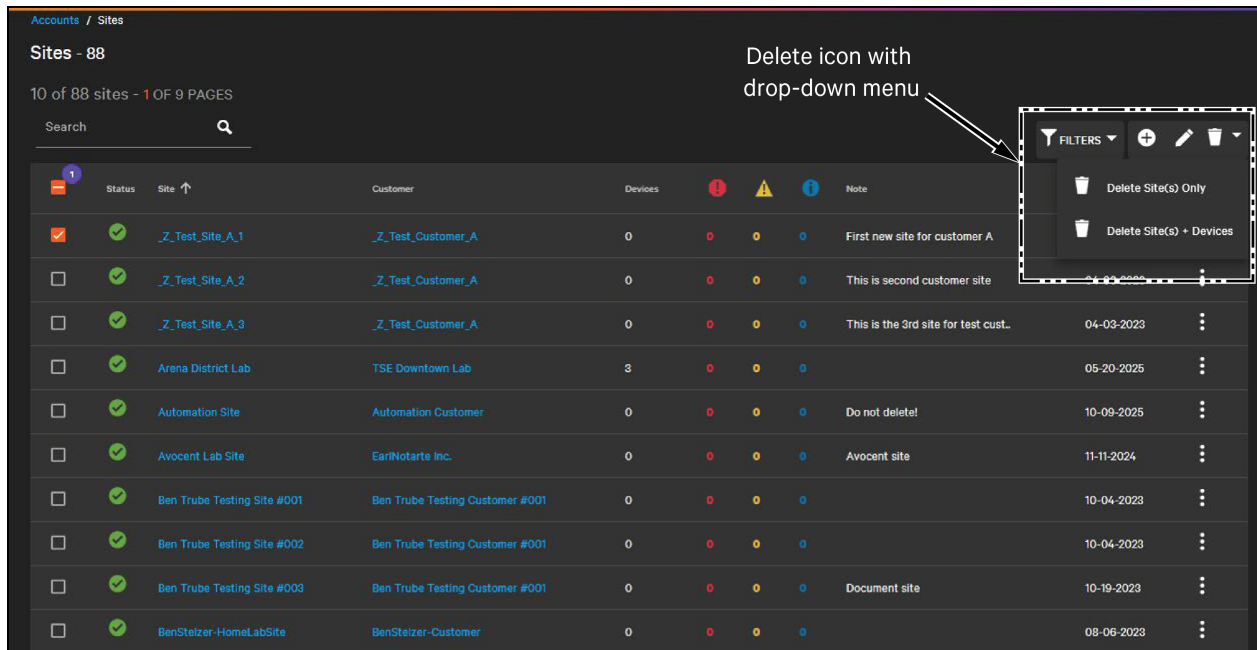 Accounts / Sites
Sites - 88
Delete icon with
drop-down menu
10 of 88 sites - 1 OF 9 PAGES
Search
FILTERS
1
Status Site Customer Devices Note
Delete Site(s) Only
Delete Site(s) + Devices
_Z_Test_Site_A_1 _Z_Test_Customer_A 0 0 0 0 First new site for customer A
_Z_Test_Site_A_2 _Z_Test_Customer_A 0 0 0 0 This is second customer site
_Z_Test_Site_A_3 _Z_Test_Customer_A 0 0 0 0 This is the 3rd site for test cust... 04-03-2023
Arena District Lab TSE Downtown Lab 3 0 0 0 05-20-2025
Automation Site Automation Customer 0 0 0 0 Do not delete! 10-09-2025
Avocent Lab Site EarlNotarte Inc. 0 0 0 0 Avocent site 11-11-2024
Ben Trube Testing Site #001 Ben Trube Testing Customer #001 0 0 0 0 10-04-2023
Ben Trube Testing Site #002 Ben Trube Testing Customer #001 0 0 0 0 10-04-2023
Ben Trube Testing Site #003 Ben Trube Testing Customer #001 0 0 0 0 Document site 10-19-2023
BenStelzer-HomeLabSite BenStelzer-Customer 0 0 0 0 08-06-2023